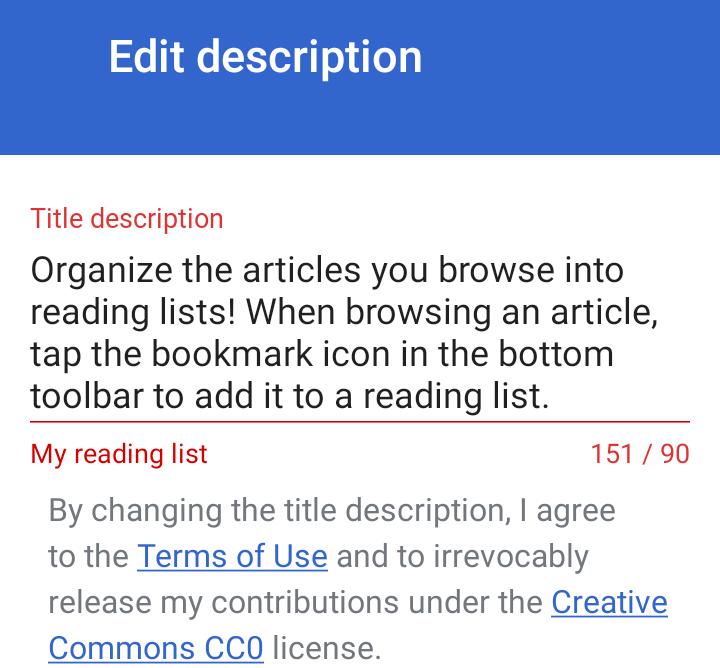 Edit description
Title description
Organize the articles you browse into
reading lists! When browsing an article,
tap the bookmark icon in the bottom
toolbar to add it to a reading list.
My reading list 151 / 90
By changing the title description, I agree
to the Terms of Use and to irrevocably
release my contributions under the Creative
Commons CC0 license.